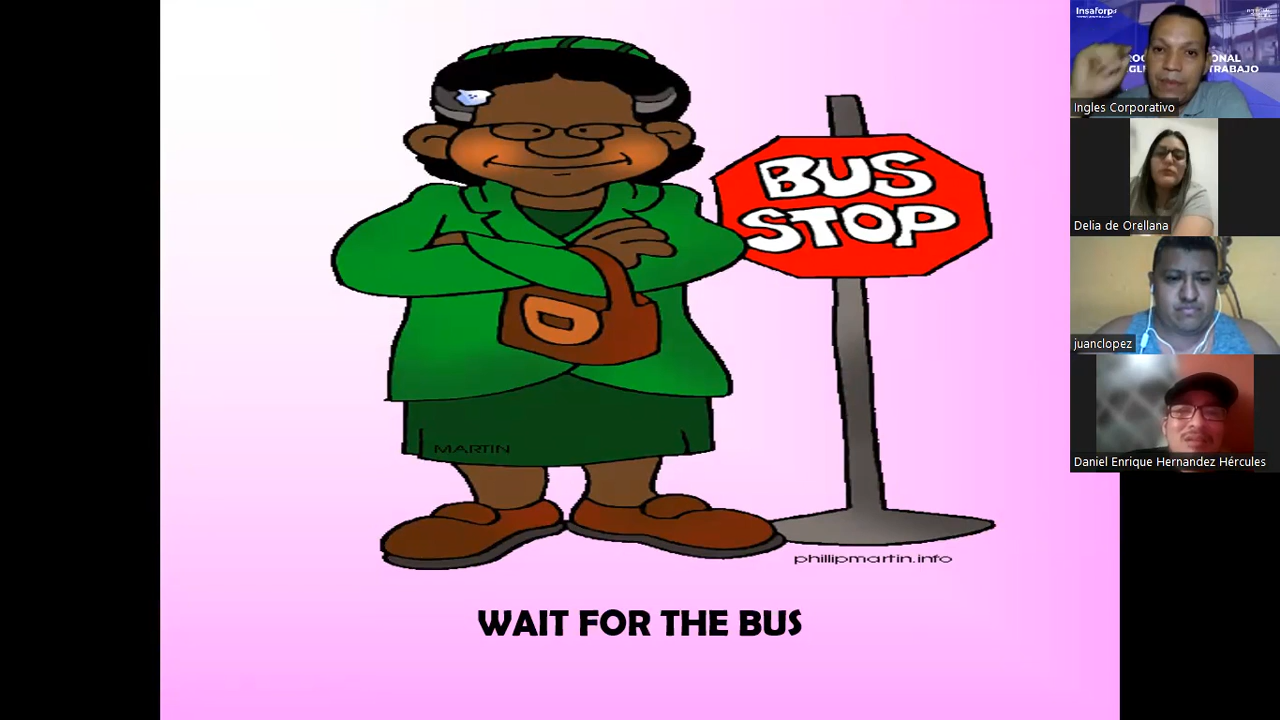 BUS
STOP
MARTIN
phillipmartin.info
WAIT FOR THE BUS
Insaforp
TRABAJO
Ingles Corporativo
Delia de Orellana
juanclopez
Daniel Enrique Hernandez Hércules